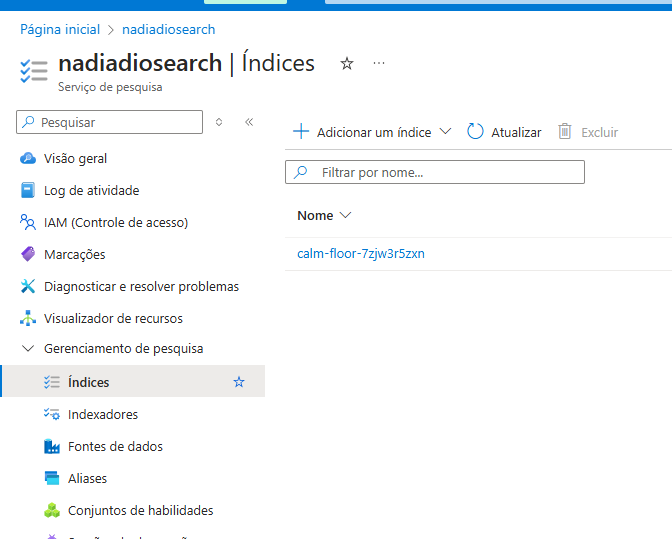 Página inicial > nadiadiosearch
nadiadiosearch | Índices
Serviço de pesquisa
Pesquisar
Visão geral
Log de atividade
IAM (Controle de acesso)
Marcações
Diagnosticar e resolver problemas
Visualizador de recursos
Gerenciamento de pesquisa
Índices
Indexadores
Fontes de dados
Aliases
Conjuntos de habilidades
Adicionar um índice
Atualizar
Excluir
Filtrar por nome...
Nome
calm-floor-7zjw3r5zxn